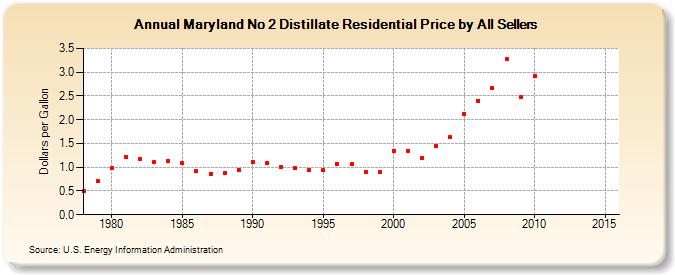 Annual Maryland No 2 Distillate Residential Price by All Sellers
Dollars per Gallon
3.5
3.0
2.5
2.0
1.5
1.0
0.5
0.0
1980 1985 1990 1995 2000 2005 2010 2015
Source: U.S. Energy Information Administration